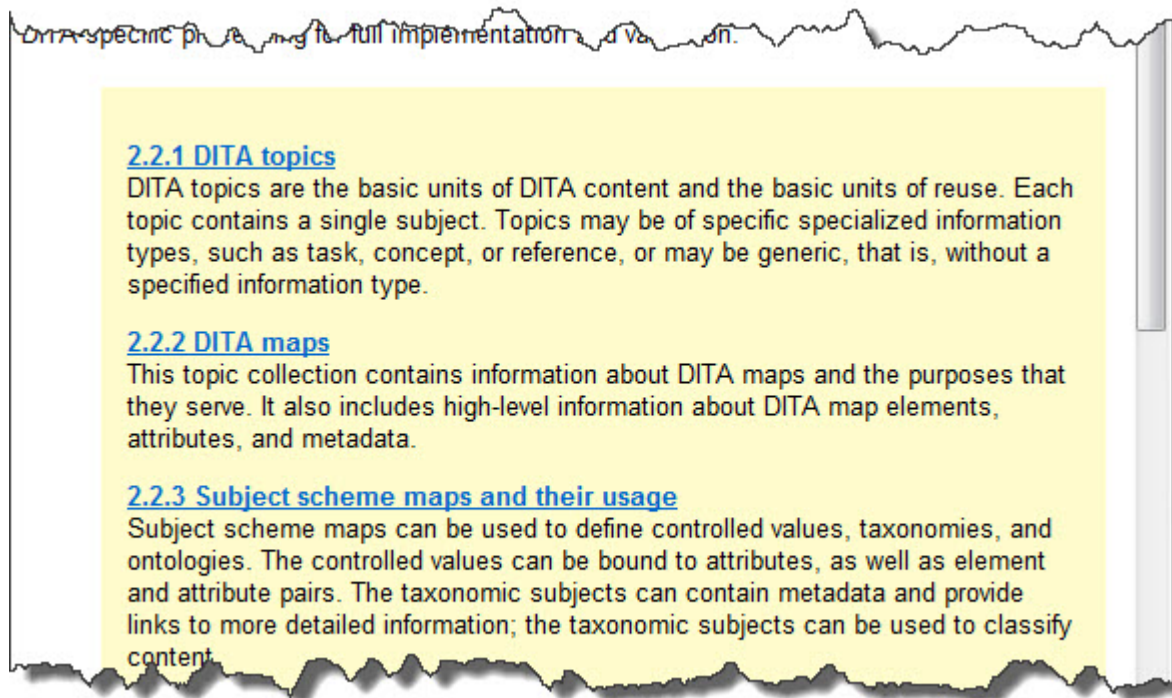 DITA-specific for full implementation
2.2.1 DITA topics
DITA topics are the basic units of DITA content and the basic units of reuse. Each
topic contains a single subject. Topics may be of specific specialized information
types, such as task, concept, or reference, or may be generic, that is, without a
specified information type.
2.2.2 DITA maps
This topic collection contains information about DITA maps and the purposes that
they serve. It also includes high-level information about DITA map elements,
attributes, and metadata.
2.2.3 Subject scheme maps and their usage
Subject scheme maps can be used to define controlled values, taxonomies, and
ontologies. The controlled values can be bound to attributes, as well as element
and attribute pairs. The taxonomic subjects can contain metadata and provide
links to more detailed information; the taxonomic subjects can be used to classify
content